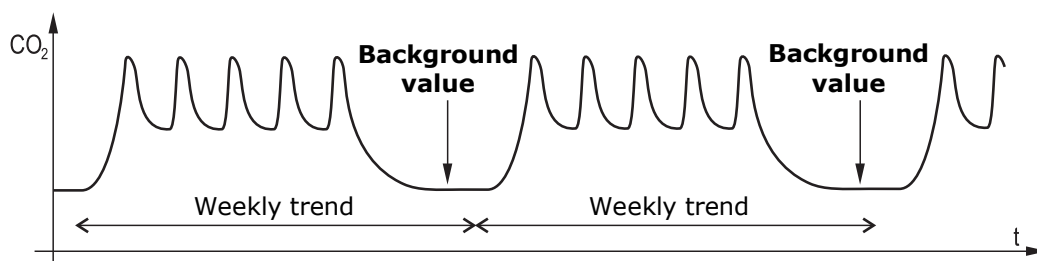 CO₂
Background
value
Background
value
Weekly trend
Weekly trend
t